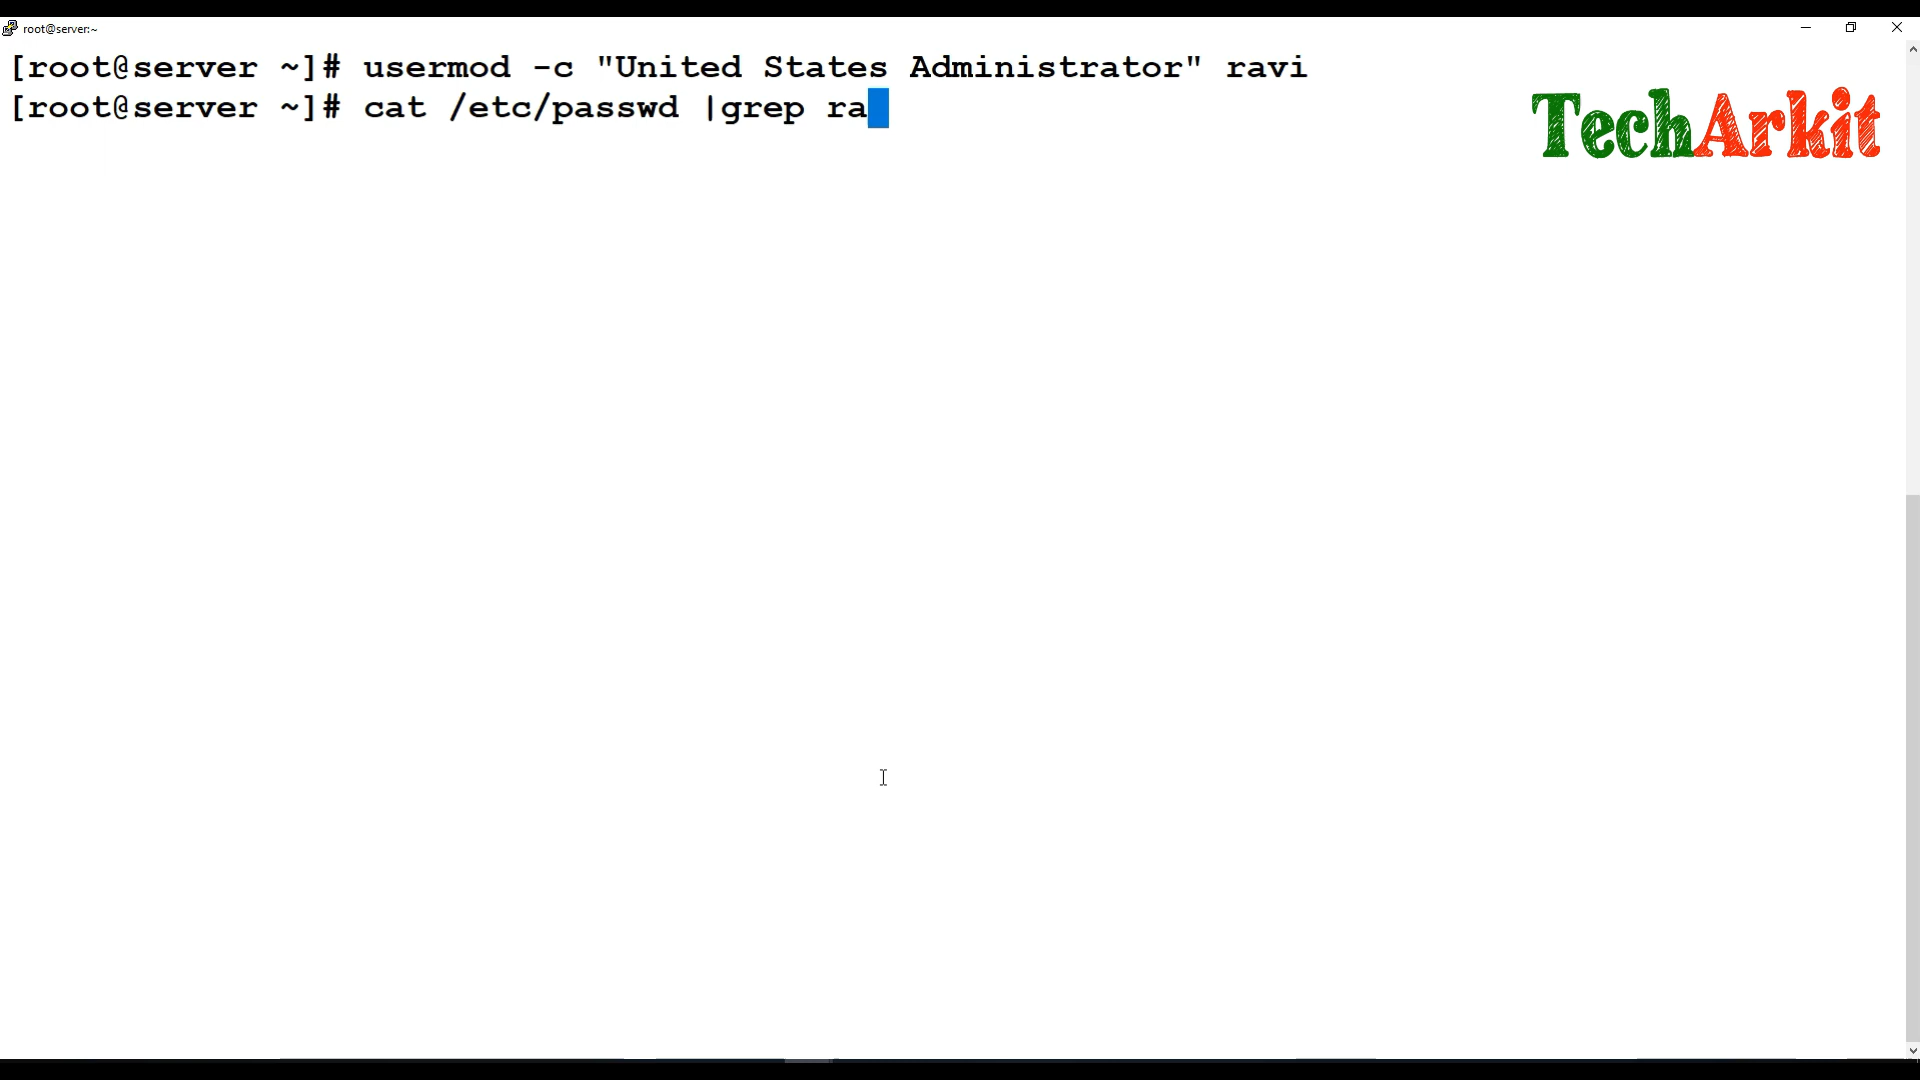 root@server:~
[root@server ~]# usermod -c "United States Administrator" ravi
[root@server ~]# cat /etc/passwd |grep ra
TechArkit